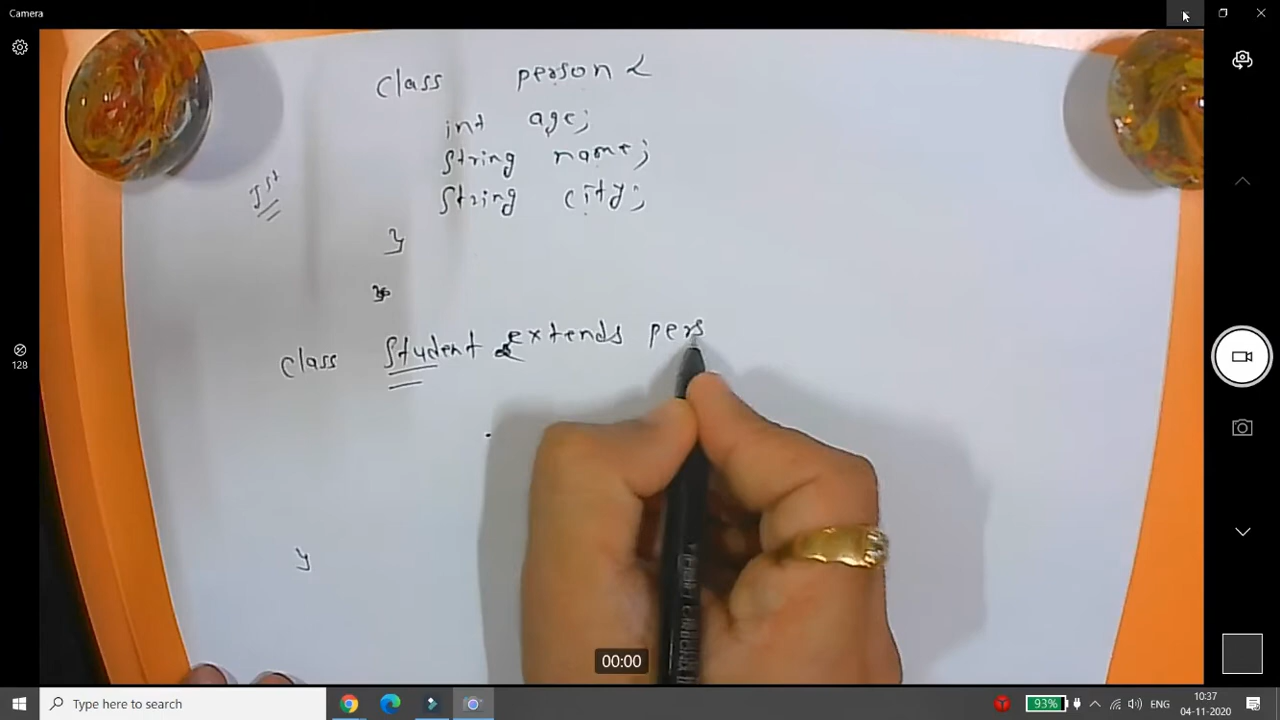 Camera
class person {
int age;
String name;
String city;
Ist
}
class Student extends pers
}
128
00:00
Type here to search
93%
ENG
10:37
04-11-2020